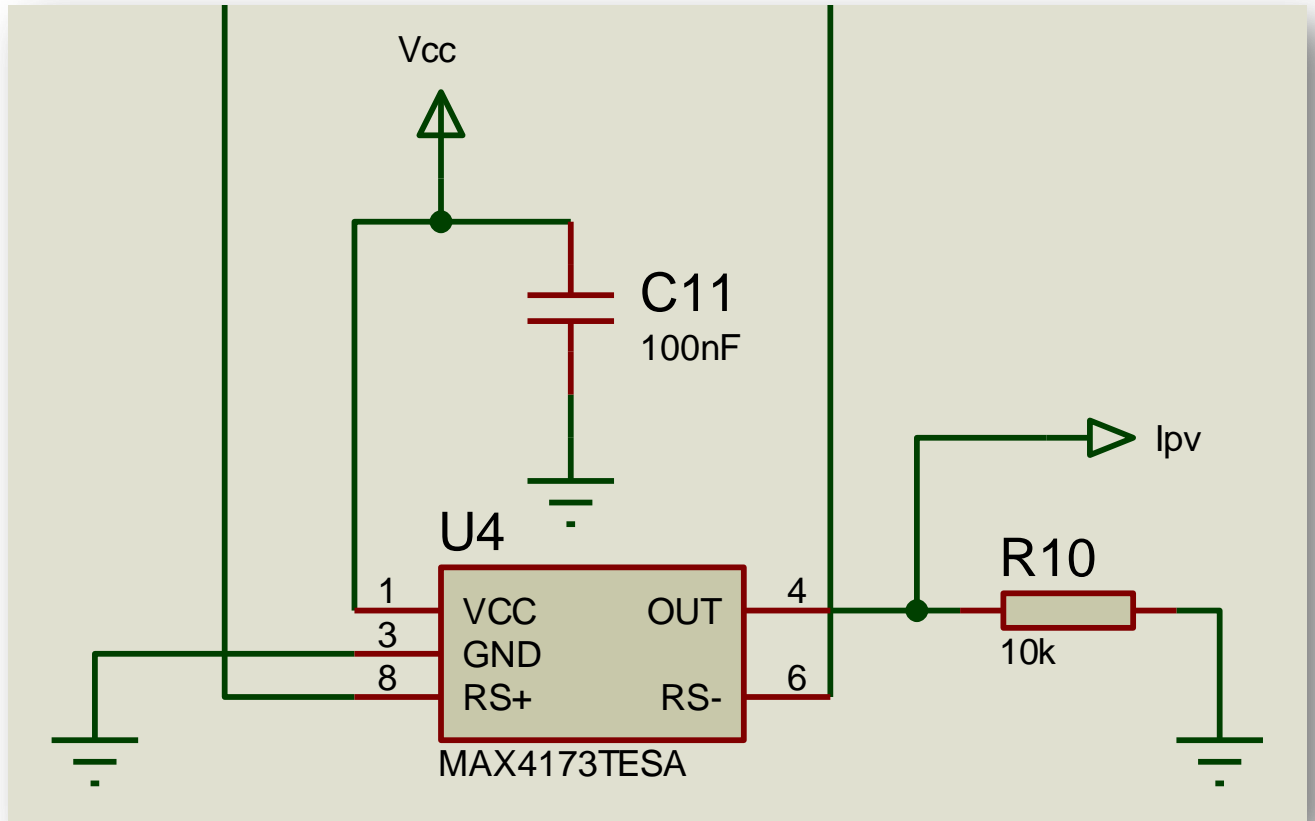 Vcc
C11
100nF
Ipv
U4
R10
1
VCC
OUT
4
3
GND
10k
8
RS+
RS-
6
MAX4173TESA